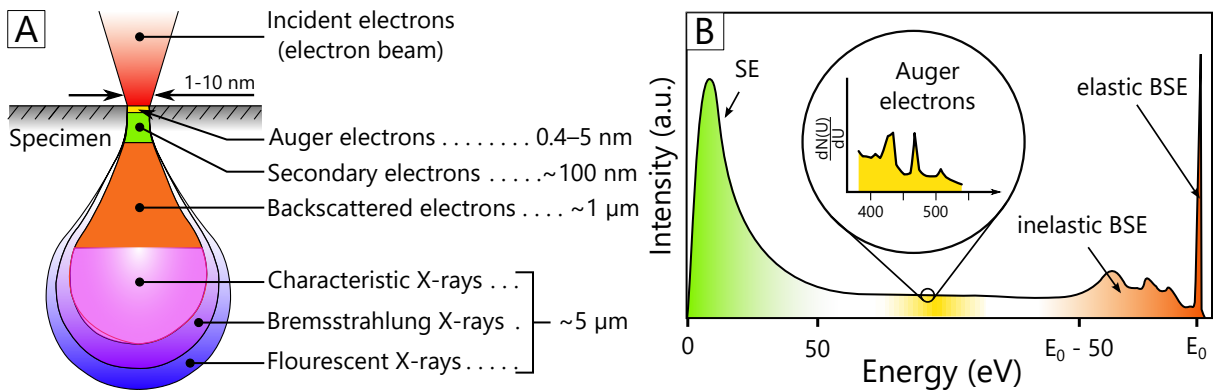 A
Incident electrons
(electron beam)
1-10 nm
Specimen
Auger electrons ........ 0.4–5 nm
Secondary electrons .....~100 nm
Backscattered electrons .... ~1 µm
Characteristic X-rays ....
Bremsstrahlung X-rays .
~5 µm
Flourescent X-rays.....
B
SE
Auger
electrons
dN(U)
dU
400
500
elastic BSE
inelastic BSE
Intensity (a.u.)
0
50
E₀ - 50
E₀
Energy (eV)